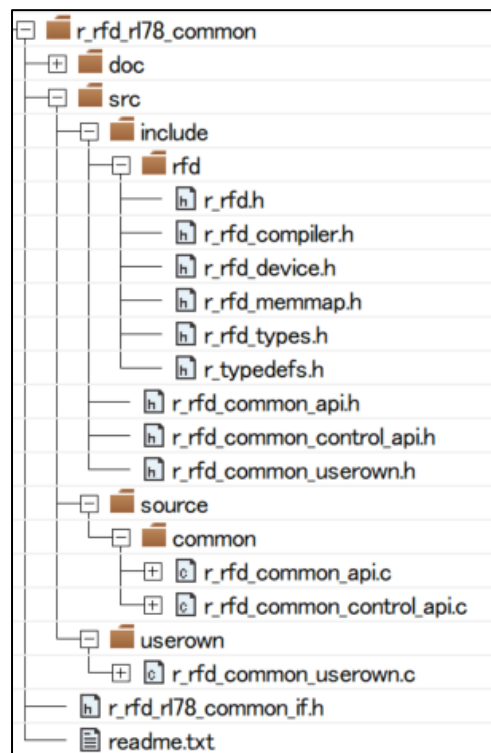 r_rfd_rl78_common
doc
src
include
rfd
r_rfd.h
r_rfd_compiler.h
r_rfd_device.h
r_rfd_memmap.h
r_rfd_types.h
r_typedefs.h
r_rfd_common_api.h
r_rfd_common_control_api.h
r_rfd_common_userown.h
source
common
r_rfd_common_api.c
r_rfd_common_control_api.c
userown
r_rfd_common_userown.c
r_rfd_rl78_common_if.h
readme.txt